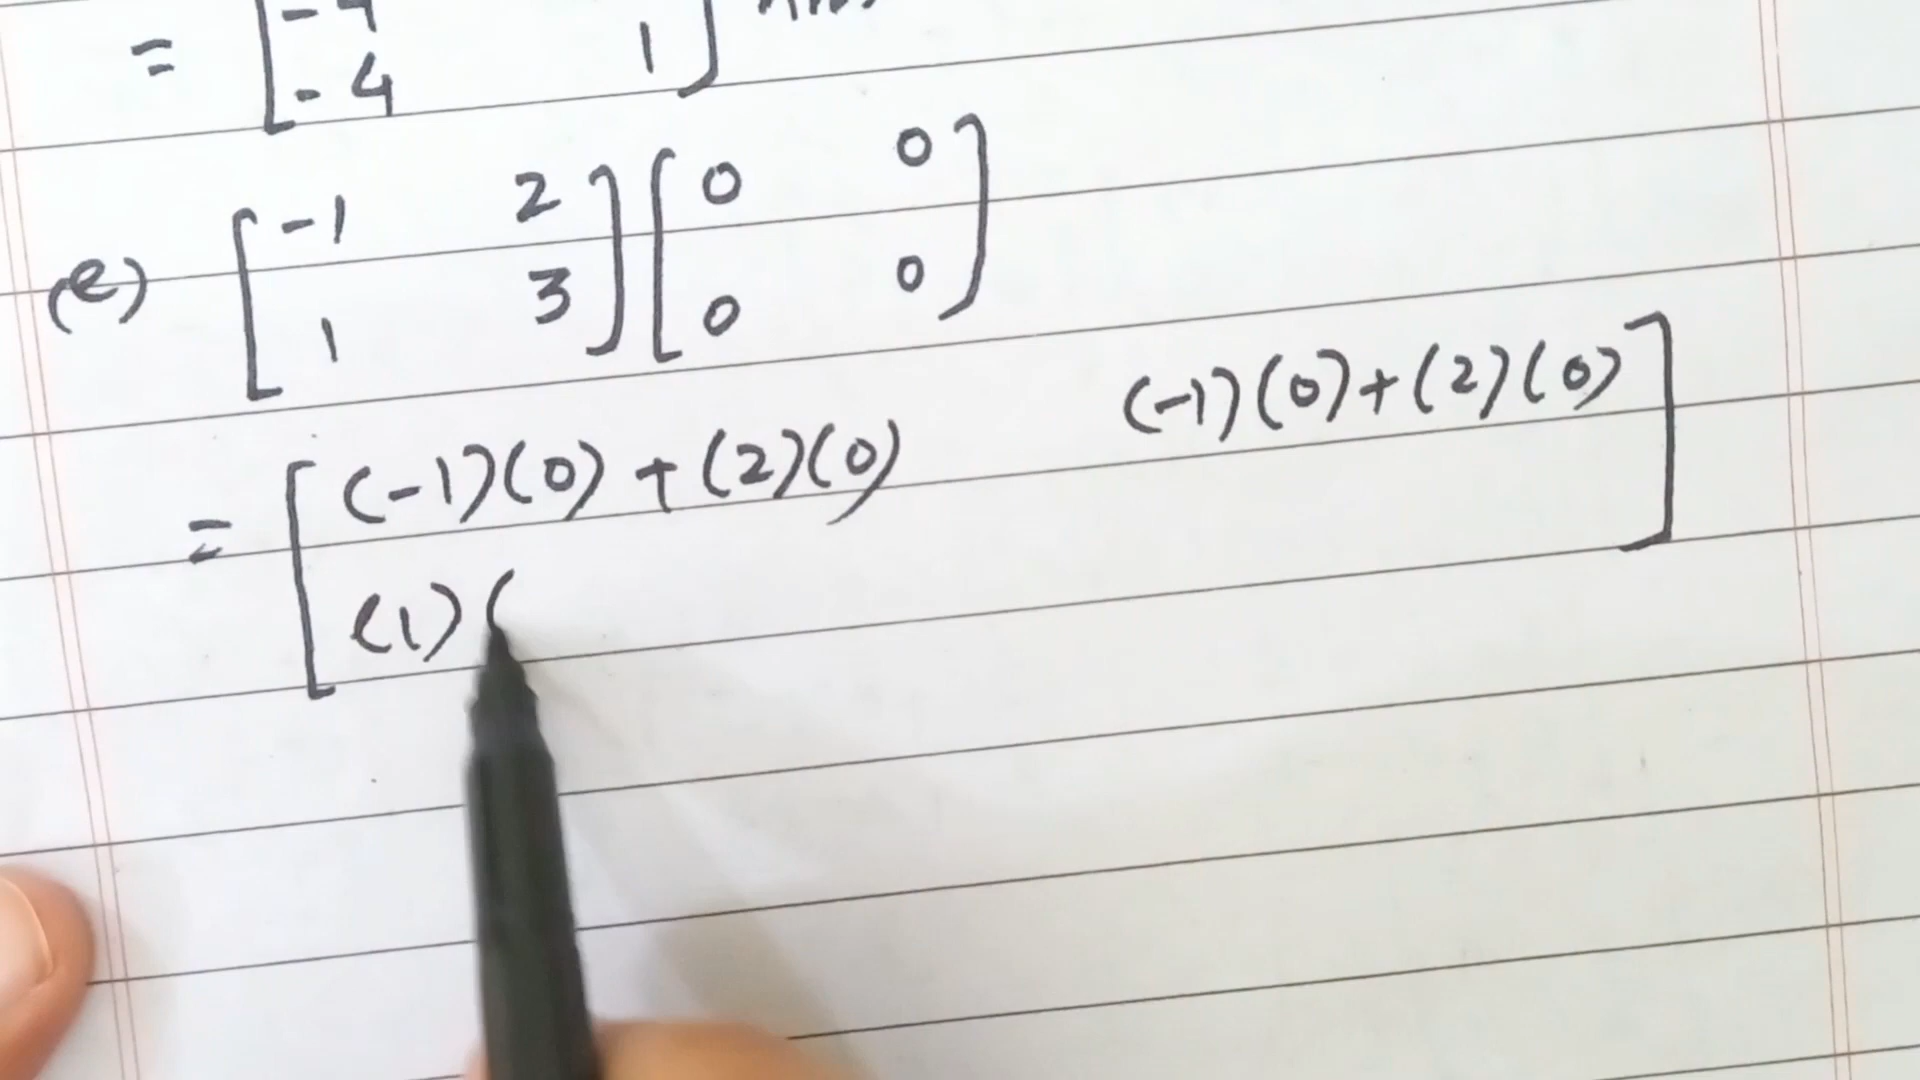 = [ -4 1 ]
(e) [ -1 2 ] [ 0 0 ]
[ 1 3 ] [ 0 0 ]
= [ (-1)(0) + (2)(0) (-1)(0) + (2)(0) ]
(1) (